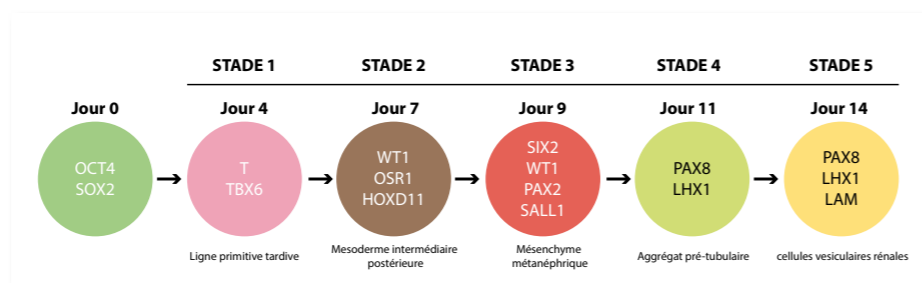 STADE 1 STADE 2 STADE 3 STADE 4 STADE 5
Jour 0 Jour 4 Jour 7 Jour 9 Jour 11 Jour 14
OCT4
SOX2
T
TBX6
WT1
OSR1
HOXD11
SIX2
WT1
PAX2
SALL1
PAX8
LHX1
PAX8
LHX1
LAM
Ligne primitive tardive
Mesoderme intermédiaire
postérieure
Mésenchyme
métanéphrique
Aggrégat pré-tubulaire
cellules vesiculaires rénales